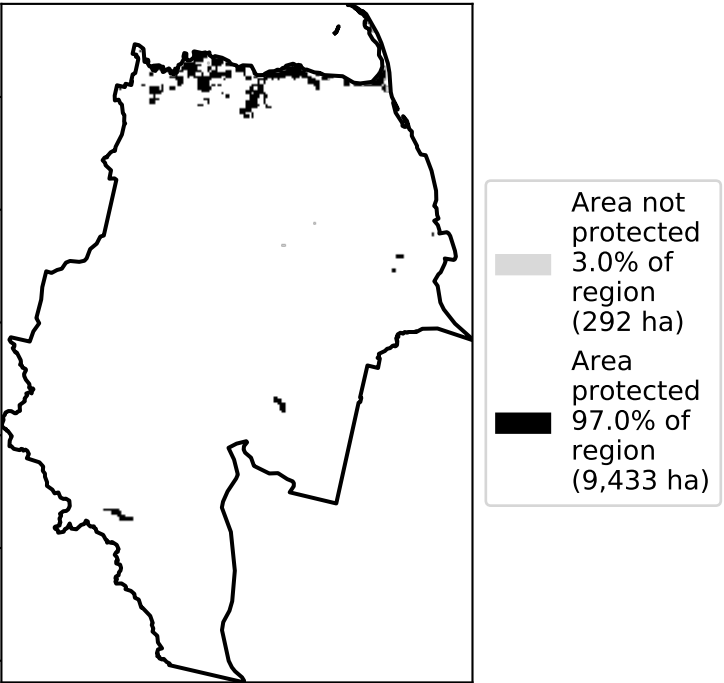 Area not
protected
3.0% of
region
(292 ha)
Area
protected
97.0% of
region
(9,433 ha)